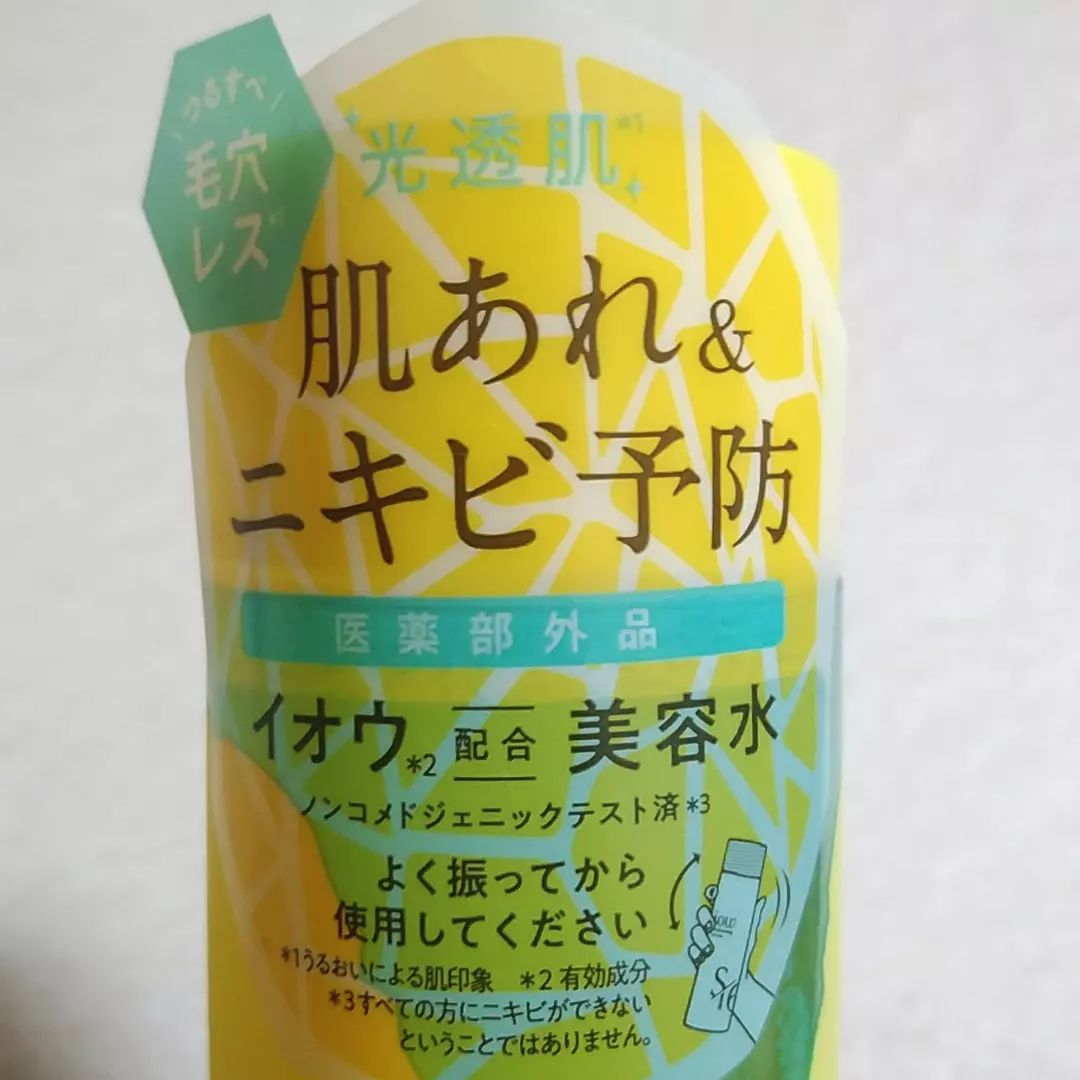 \つるすべ/
毛穴
レス*1
光透肌*1
肌あれ&
ニキビ予防
医薬部外品
イオウ*2 配合 美容水
ノンコメドジェニックテスト済*3
よく振ってから
使用してください
*1うるおいによる肌印象 *2有効成分
*3すべての方にニキビができない
ということではありません。